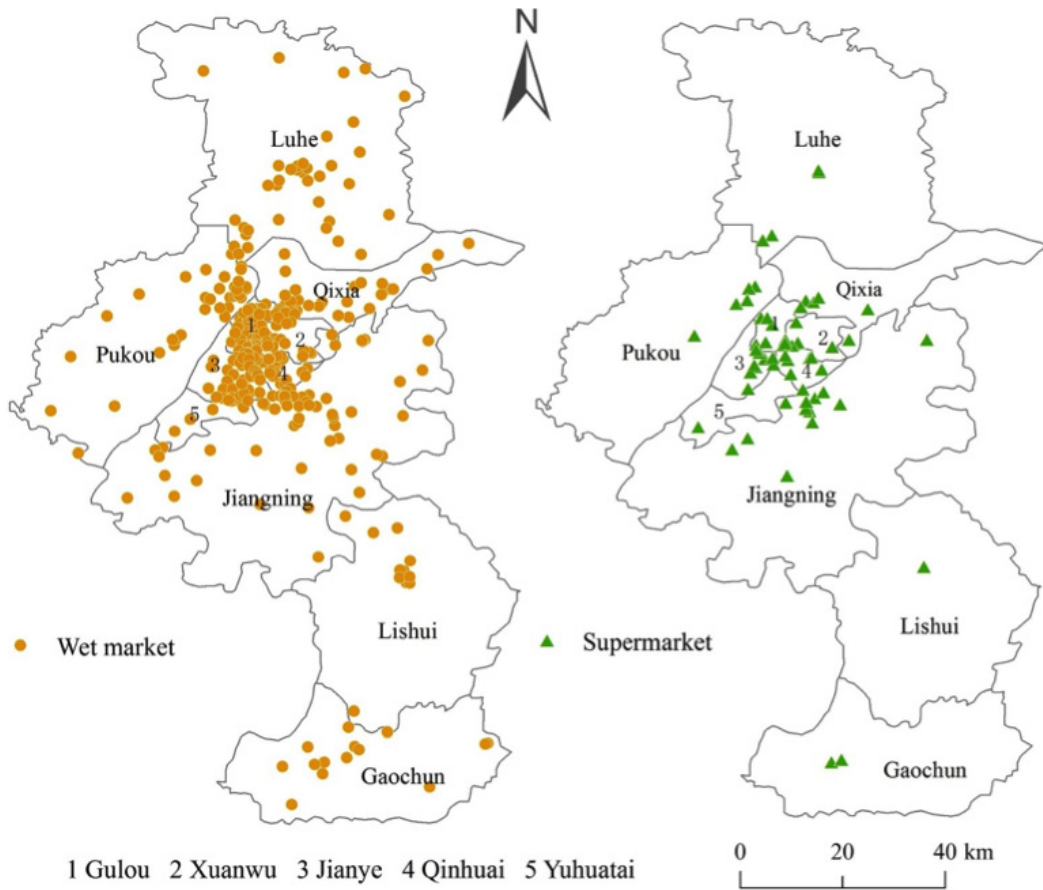 N
Luhe
Luhe
Qixia
Qixia
1
1
2
2
Pukou
Pukou
3
3
4
4
5
5
Jiangning
Jiangning
Wet market
Lishui
Supermarket
Lishui
Gaochun
Gaochun
1 Gulou 2 Xuanwu 3 Jianye 4 Qinhuai 5 Yuhuatai
0 20 40 km